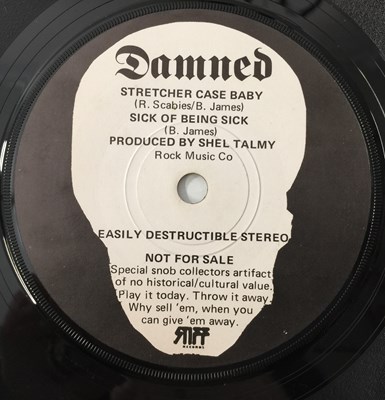 Damned
STRETCHER CASE BABY
(R. Scabies/B. James)
SICK OF BEING SICK
(B. James)
PRODUCED BY SHEL TALMY
Rock Music Co
EASILY DESTRUCTIBLE STEREO
NOT FOR SALE
Special snob collectors artifact
of no historical/cultural value.
Play it today. Throw it away.
Why sell 'em, when you
can give 'em away.
STIFF
RECORDS